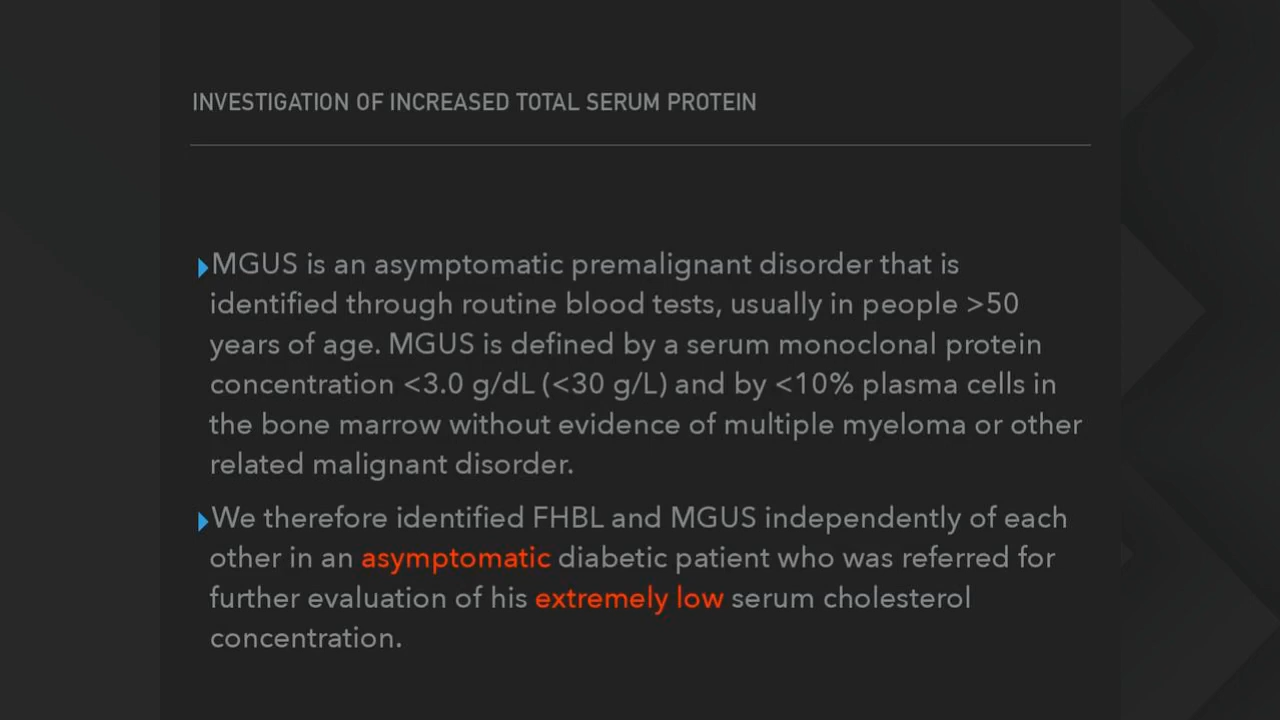 INVESTIGATION OF INCREASED TOTAL SERUM PROTEIN
MGUS is an asymptomatic premalignant disorder that is
identified through routine blood tests, usually in people >50
years of age. MGUS is defined by a serum monoclonal protein
concentration <3.0 g/dL (<30 g/L) and by <10% plasma cells in
the bone marrow without evidence of multiple myeloma or other
related malignant disorder.
We therefore identified FHBL and MGUS independently of each
other in an asymptomatic diabetic patient who was referred for
further evaluation of his extremely low serum cholesterol
concentration.